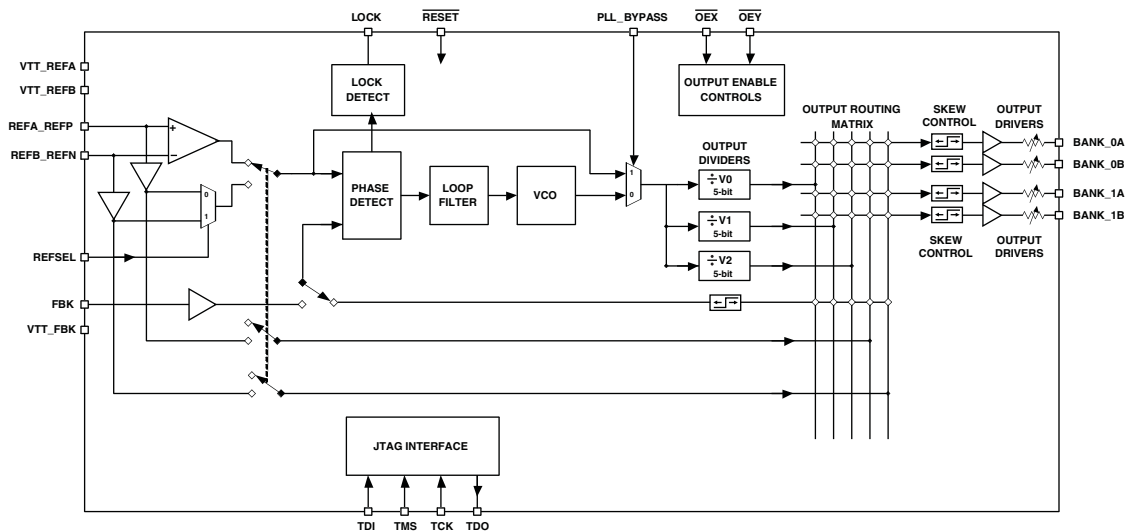 LOCK
RESET
PLL_BYPASS
OEX
OEY
VTT_REFA
VTT_REFB
REFA_REFP
REFB_REFN
REFSEL
FBK
VTT_FBK
+
–
0
1
LOCK
DETECT
PHASE
DETECT
LOOP
FILTER
VCO
1
0
OUTPUT ENABLE
CONTROLS
OUTPUT
DIVIDERS
÷V0
5-bit
÷V1
5-bit
÷V2
5-bit
OUTPUT ROUTING
MATRIX
SKEW
CONTROL
OUTPUT
DRIVERS
BANK_0A
BANK_0B
BANK_1A
BANK_1B
SKEW
CONTROL
OUTPUT
DRIVERS
JTAG INTERFACE
TDI
TMS
TCK
TDO